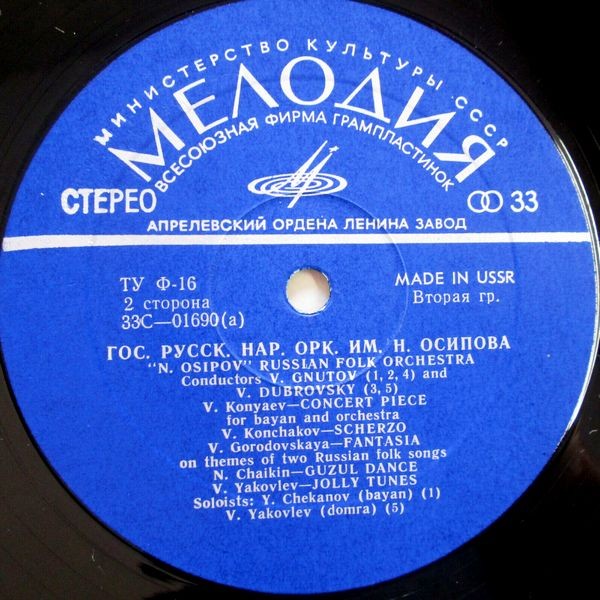 МИНИСТЕРСТВО КУЛЬТУРЫ СССР
МЕЛОДИЯ
ВСЕСОЮЗНАЯ ФИРМА ГРАМПЛАСТИНОК
СТЕРЕО
33
АПРЕЛЕВСКИЙ ОРДЕНА ЛЕНИНА ЗАВОД
ТУ Ф-16
MADE IN USSR
2 сторона
Вторая гр.
33С—01690(а)
ГОС. РУССК. НАР. ОРК. ИМ. Н. ОСИПОВА
"N. OSIPOV" RUSSIAN FOLK ORCHESTRA
Conductors V. GNUTOV (1, 2, 4) and
V. DUBROVSKY (3, 5)
V. Konyaev—CONCERT PIECE
for bayan and orchestra
V. Konchakov—SCHERZO
V. Gorodovskaya—FANTASIA
on themes of two Russian folk songs
N. Chaikin—GUZUL DANCE
V. Yakovlev—JOLLY TUNES
Soloists: Y. Chekanov (bayan) (1)
V. Yakovlev (domra) (5)